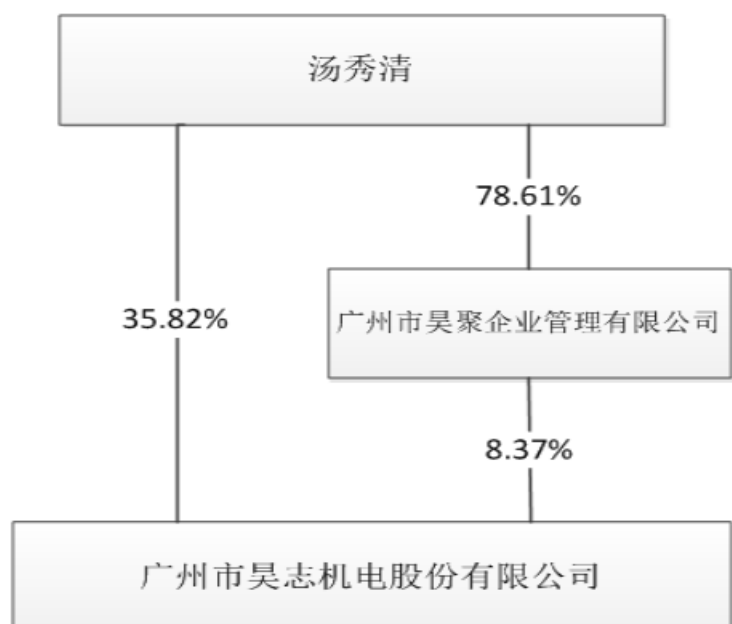 汤秀清
78.61%
35.82%
广州市昊聚企业管理有限公司
8.37%
广州市昊志机电股份有限公司